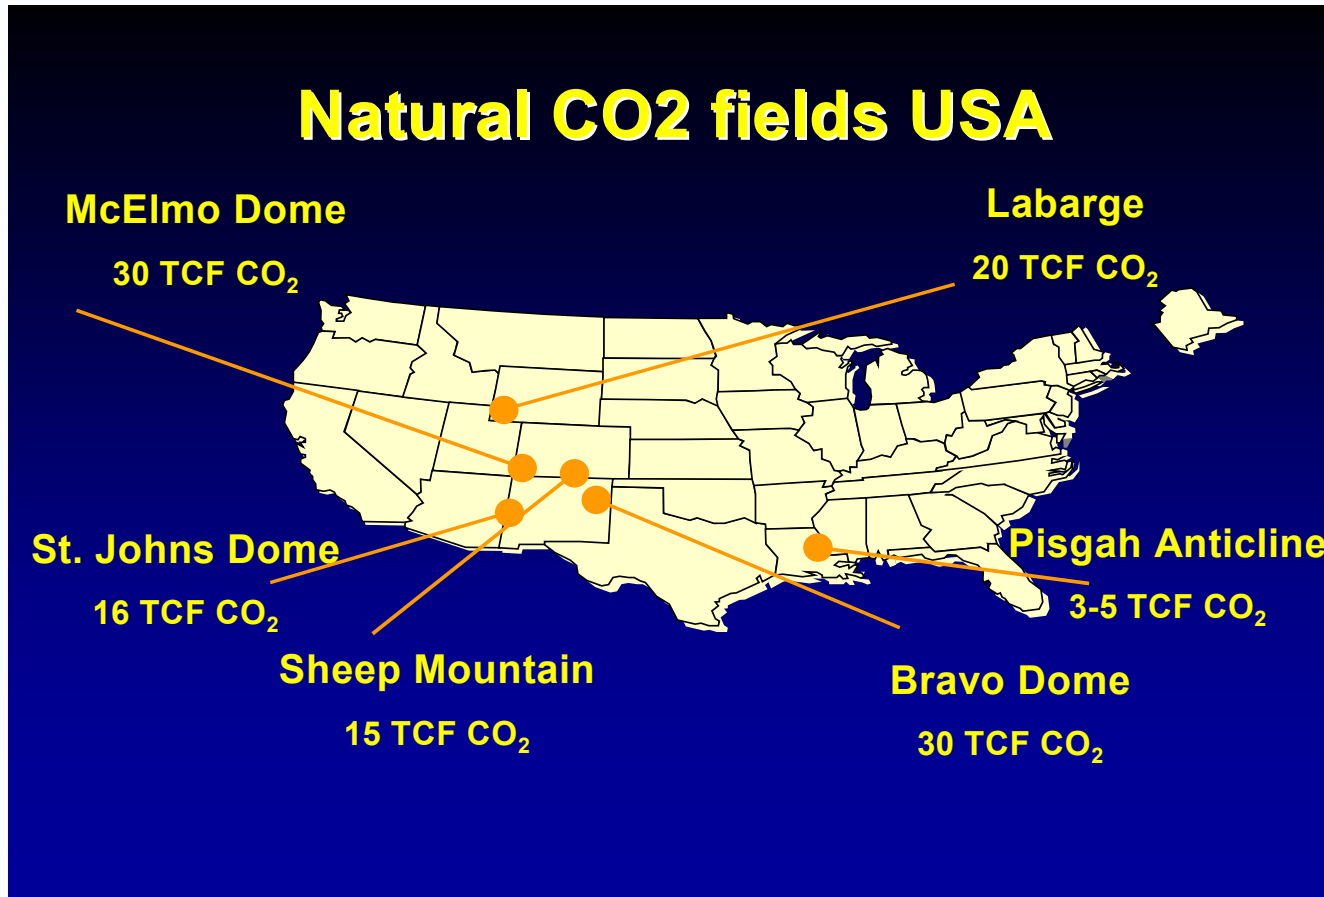 Natural CO2 fields USA
McElmo Dome
30 TCF CO₂
Labarge
20 TCF CO₂
St. Johns Dome
16 TCF CO₂
Pisgah Anticline
3-5 TCF CO₂
Sheep Mountain
15 TCF CO₂
Bravo Dome
30 TCF CO₂